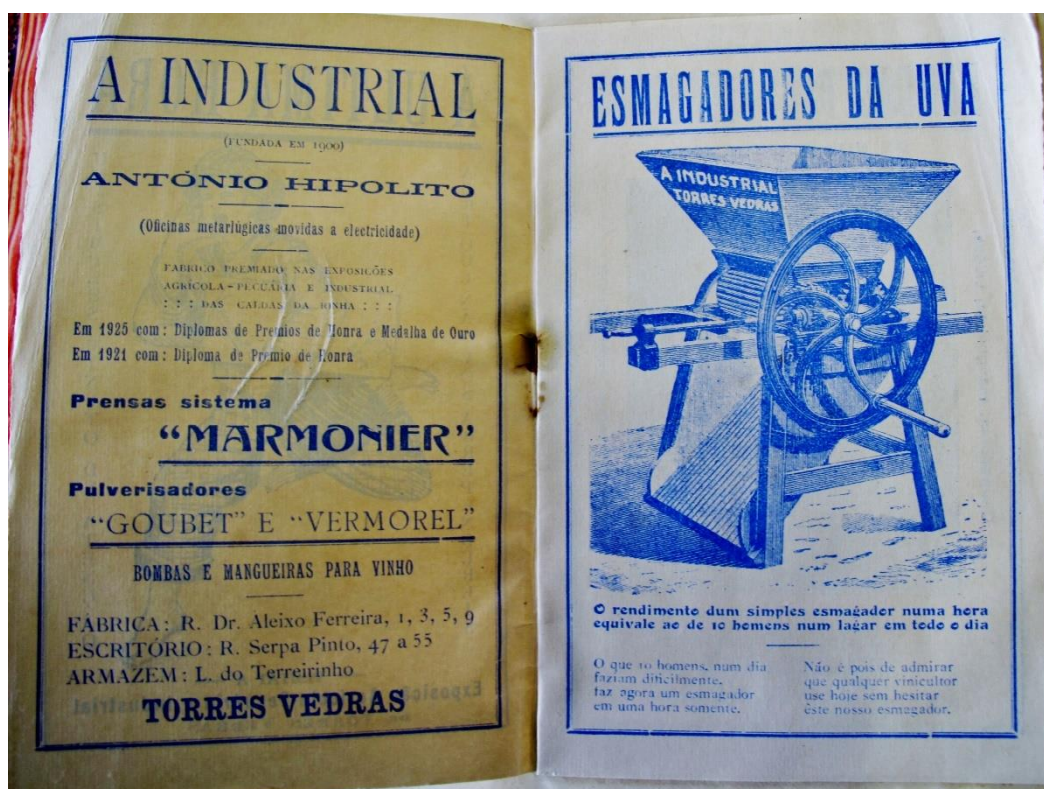 A INDUSTRIAL
(FUNDADA EM 1900)
ANTÓNIO HIPOLITO
(Oficinas metarlúgicas movidas a electricidade)
FABRICO PREMIADO NAS EXPOSIÇÕES
AGRICOLA-PECUÁRIA E INDUSTRIAL
: : : DAS CALDAS DA RAINHA : : :
Em 1925 com: Diplomas de Premios de Honra e Medalha de Ouro
Em 1921 com: Diploma de Premio de Honra
Prensas sistema
“MARMONIER”
Pulverisadores
“GOUBET” E “VERMOREL”
BOMBAS E MANGUEIRAS PARA VINHO
FÁBRICA: R. Dr. Aleixo Ferreira, 1, 3, 5, 9
ESCRITÓRIO: R. Serpa Pinto, 47 a 55
ARMAZEM: L. do Terreirinho
TORRES VEDRAS
ESMAGADORES DA UVA
A INDUSTRIAL
TORRES VEDRAS
O rendimento dum simples esmagador numa hora
equivale ao de 10 homens num lagar em todo o dia
O que 10 homens, num dia
faziam dificilmente,
faz agora um esmagador
em uma hora somente.
Não é pois de admirar
que qualquer vinicultor
use hoje sem hesitar
êste nosso esmagador.